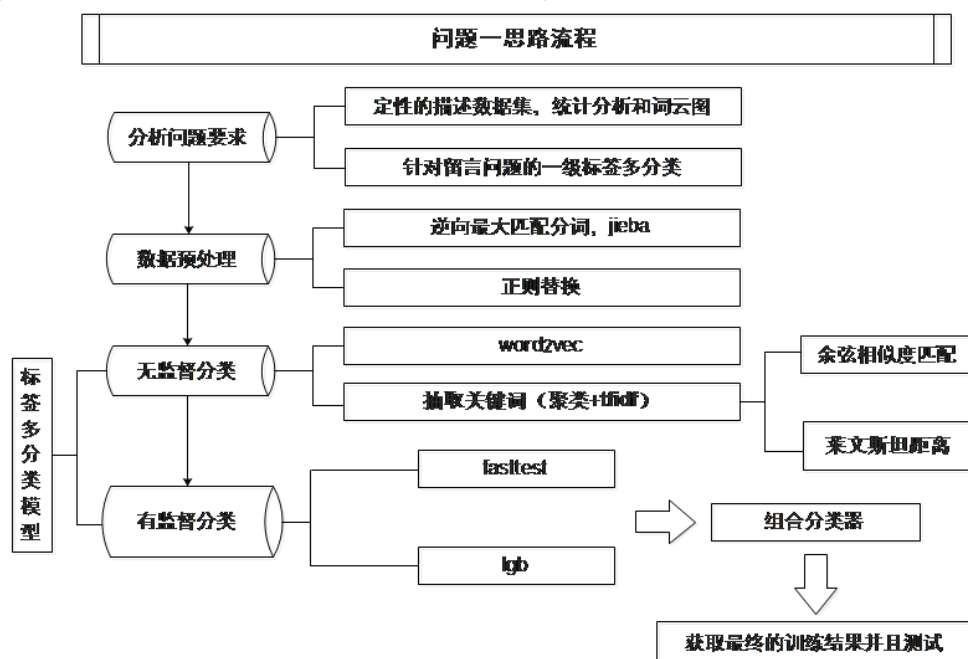 问题一思路流程
定性的描述数据集，统计分析和词云图
分析问题要求
针对留言问题的一级标签多分类
逆向最大匹配分词，jieba
数据预处理
正则替换
word2vec
余弦相似度匹配
无监督分类
抽取关键词（聚类+tfidf）
莱文斯坦距离
标签多分类模型
fasttest
有监督分类
组合分类器
lgb
获取最终的训练结果并且测试